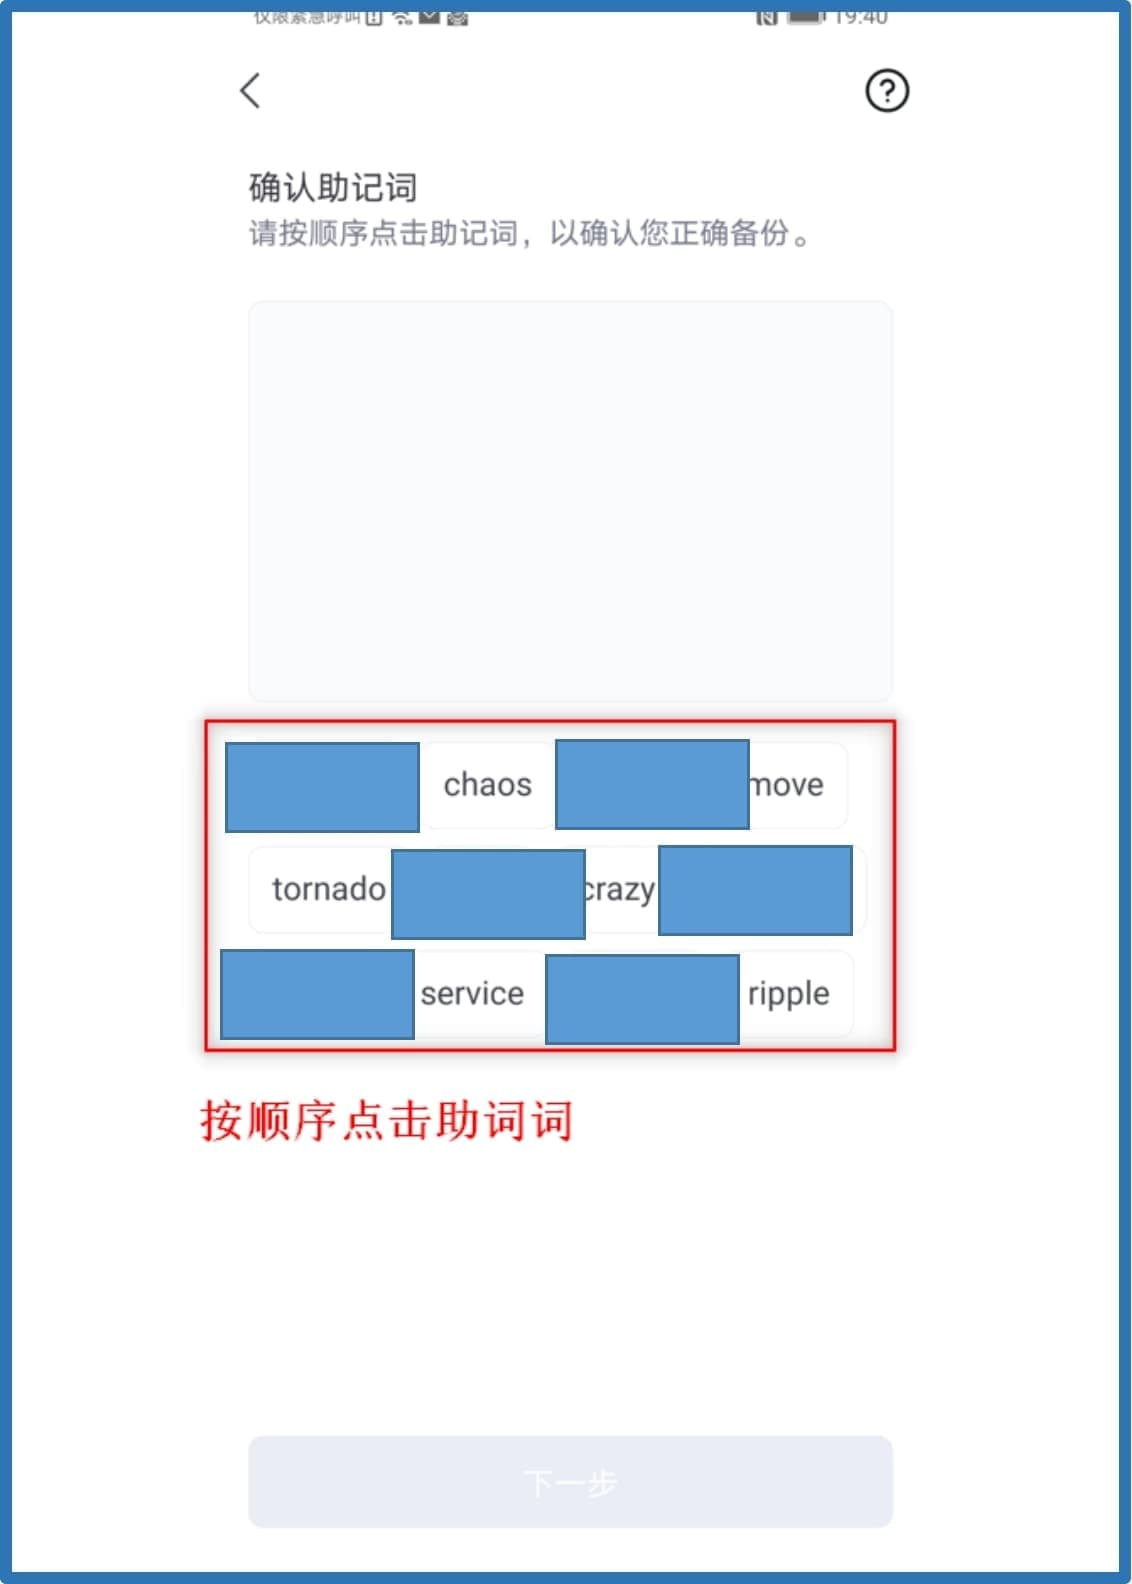 仅限紧急呼叫 19:40
确认助记词
请按顺序点击助记词，以确认您正确备份。
chaos move
tornado crazy
service ripple
按顺序点击助词词
下一步